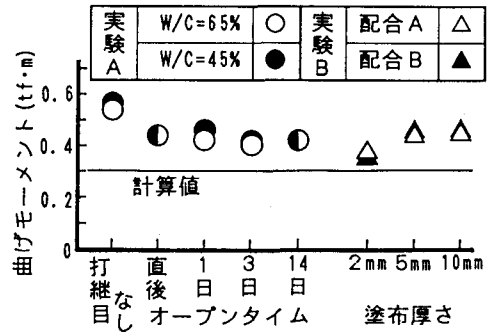 実験A W/C=65% ○ 実験B 配合A △
W/C=45% ● 配合B ▲
曲げモーメント(tf・m)
0.6
0.4
0.2
0
計算値
打継目なし 直後 1日 3日 14日 2mm 5mm 10mm
オープンタイム 塗布厚さ